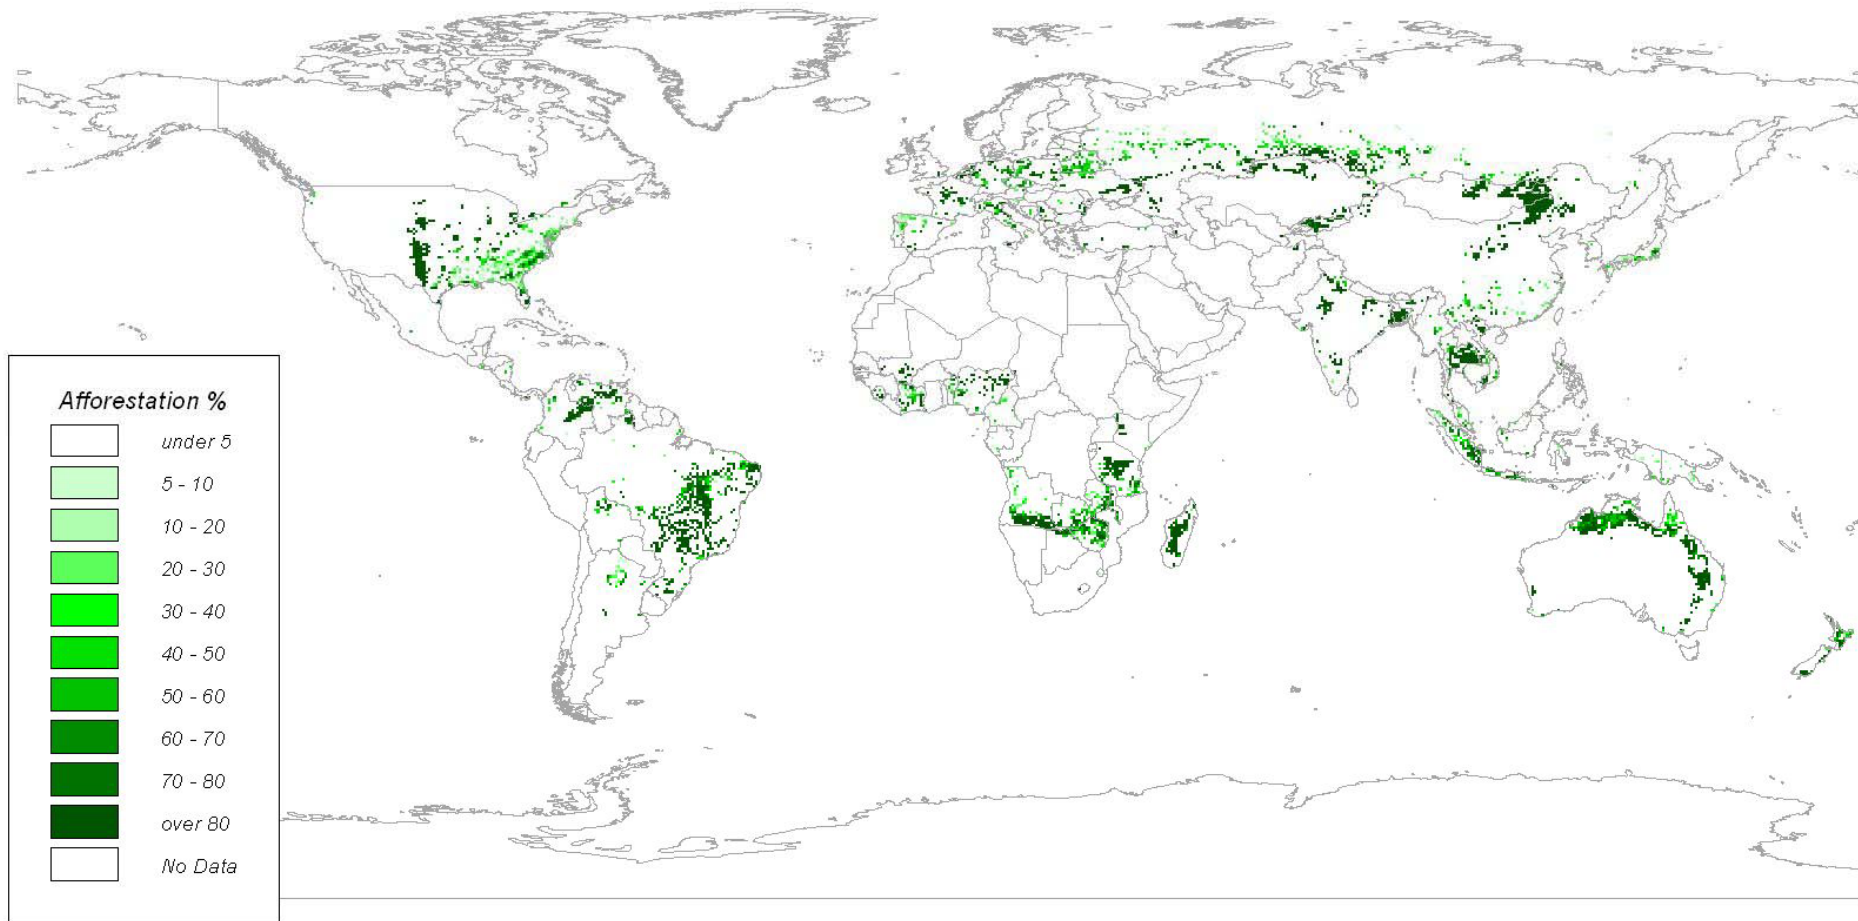 Afforestation %
under 5
5 - 10
10 - 20
20 - 30
30 - 40
40 - 50
50 - 60
60 - 70
70 - 80
over 80
No Data